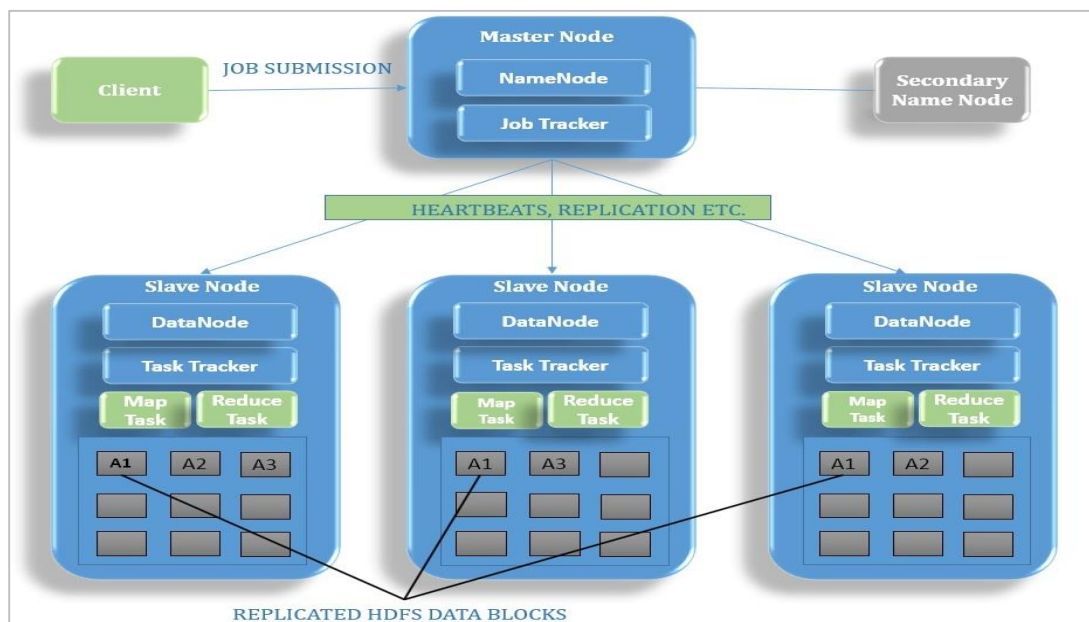 Master Node
JOB SUBMISSION
Client
NameNode
Job Tracker
Secondary
Name Node
HEARTBEATS, REPLICATION ETC.
Slave Node
DataNode
Task Tracker
Map
Task
Reduce
Task
A1
A2
A3
Slave Node
DataNode
Task Tracker
Map
Task
Reduce
Task
A1
A3
Slave Node
DataNode
Task Tracker
Map
Task
Reduce
Task
A1
A2
REPLICATED HDFS DATA BLOCKS